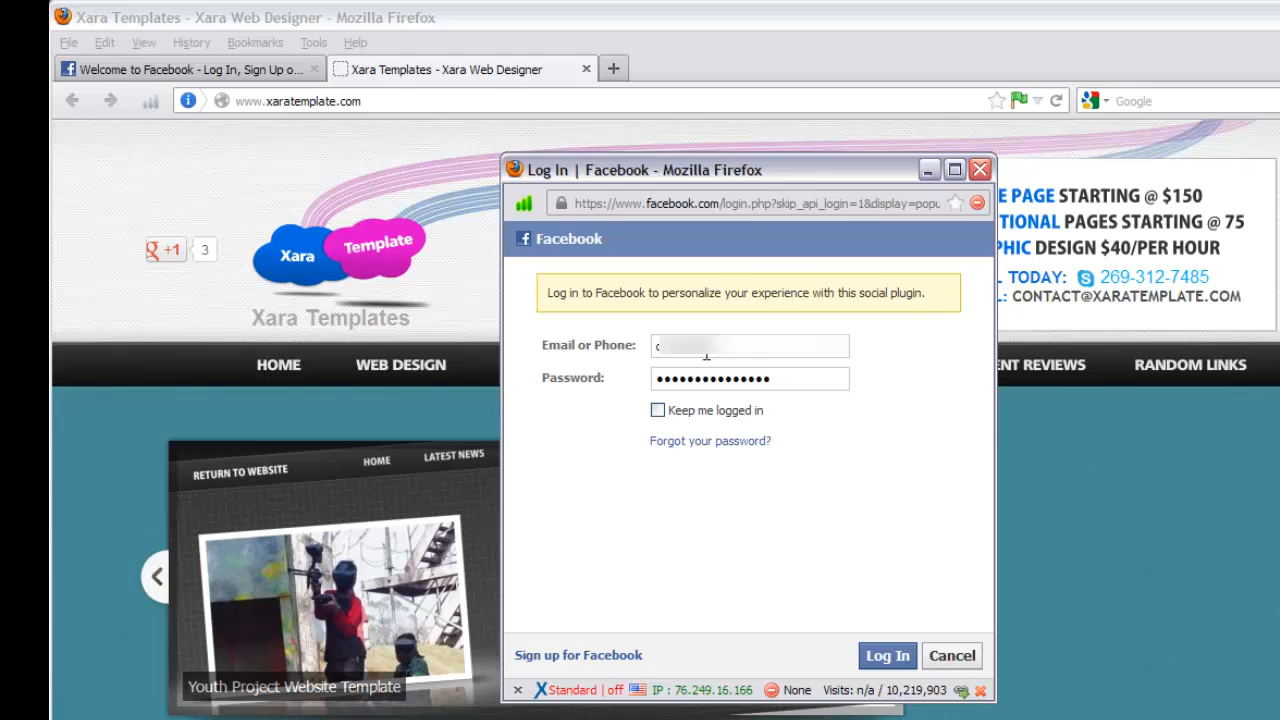 Xara Templates - Xara Web Designer - Mozilla Firefox
File Edit View History Bookmarks Tools Help
Welcome to Facebook - Log In, Sign Up o...
Xara Templates - Xara Web Designer
www.xaratemplate.com
Google
+1
3
Xara
Template
Xara Templates
E PAGE STARTING @ $150
TIONAL PAGES STARTING @ 75
PHIC DESIGN $40/PER HOUR
L TODAY: 269-312-7485
L: CONTACT@XARATEMPLATE.COM
HOME
WEB DESIGN
ENT REVIEWS
RANDOM LINKS
RETURN TO WEBSITE
HOME
LATEST NEWS
Youth Project Website Template
Log In | Facebook - Mozilla Firefox
https://www.facebook.com/login.php?skip_api_login=1&display=popu
Facebook
Log in to Facebook to personalize your experience with this social plugin.
Email or Phone:
Password: •••••••••••••••
Keep me logged in
Forgot your password?
Sign up for Facebook
Log In
Cancel
Standard | off IP : 76.249.16.166 None Visits: n/a / 10,219,903